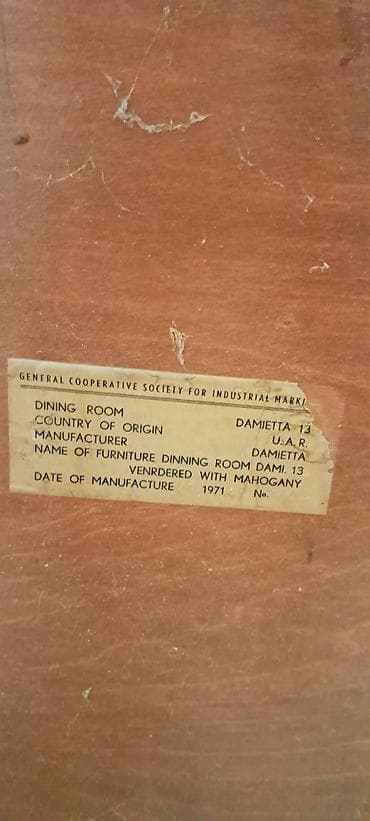 GENERAL COOPERATIVE SOCIETY FOR INDUSTRIAL
DINING ROOM DAMIETTA 13
COUNTRY OF ORIGIN U.A.R.
MANUFACTURER DAMIETTA
NAME OF FURNITURE DINNING ROOM DAMI. 13
VENRDERED WITH MAHOGANY
DATE OF MANUFACTURE 1971 No.